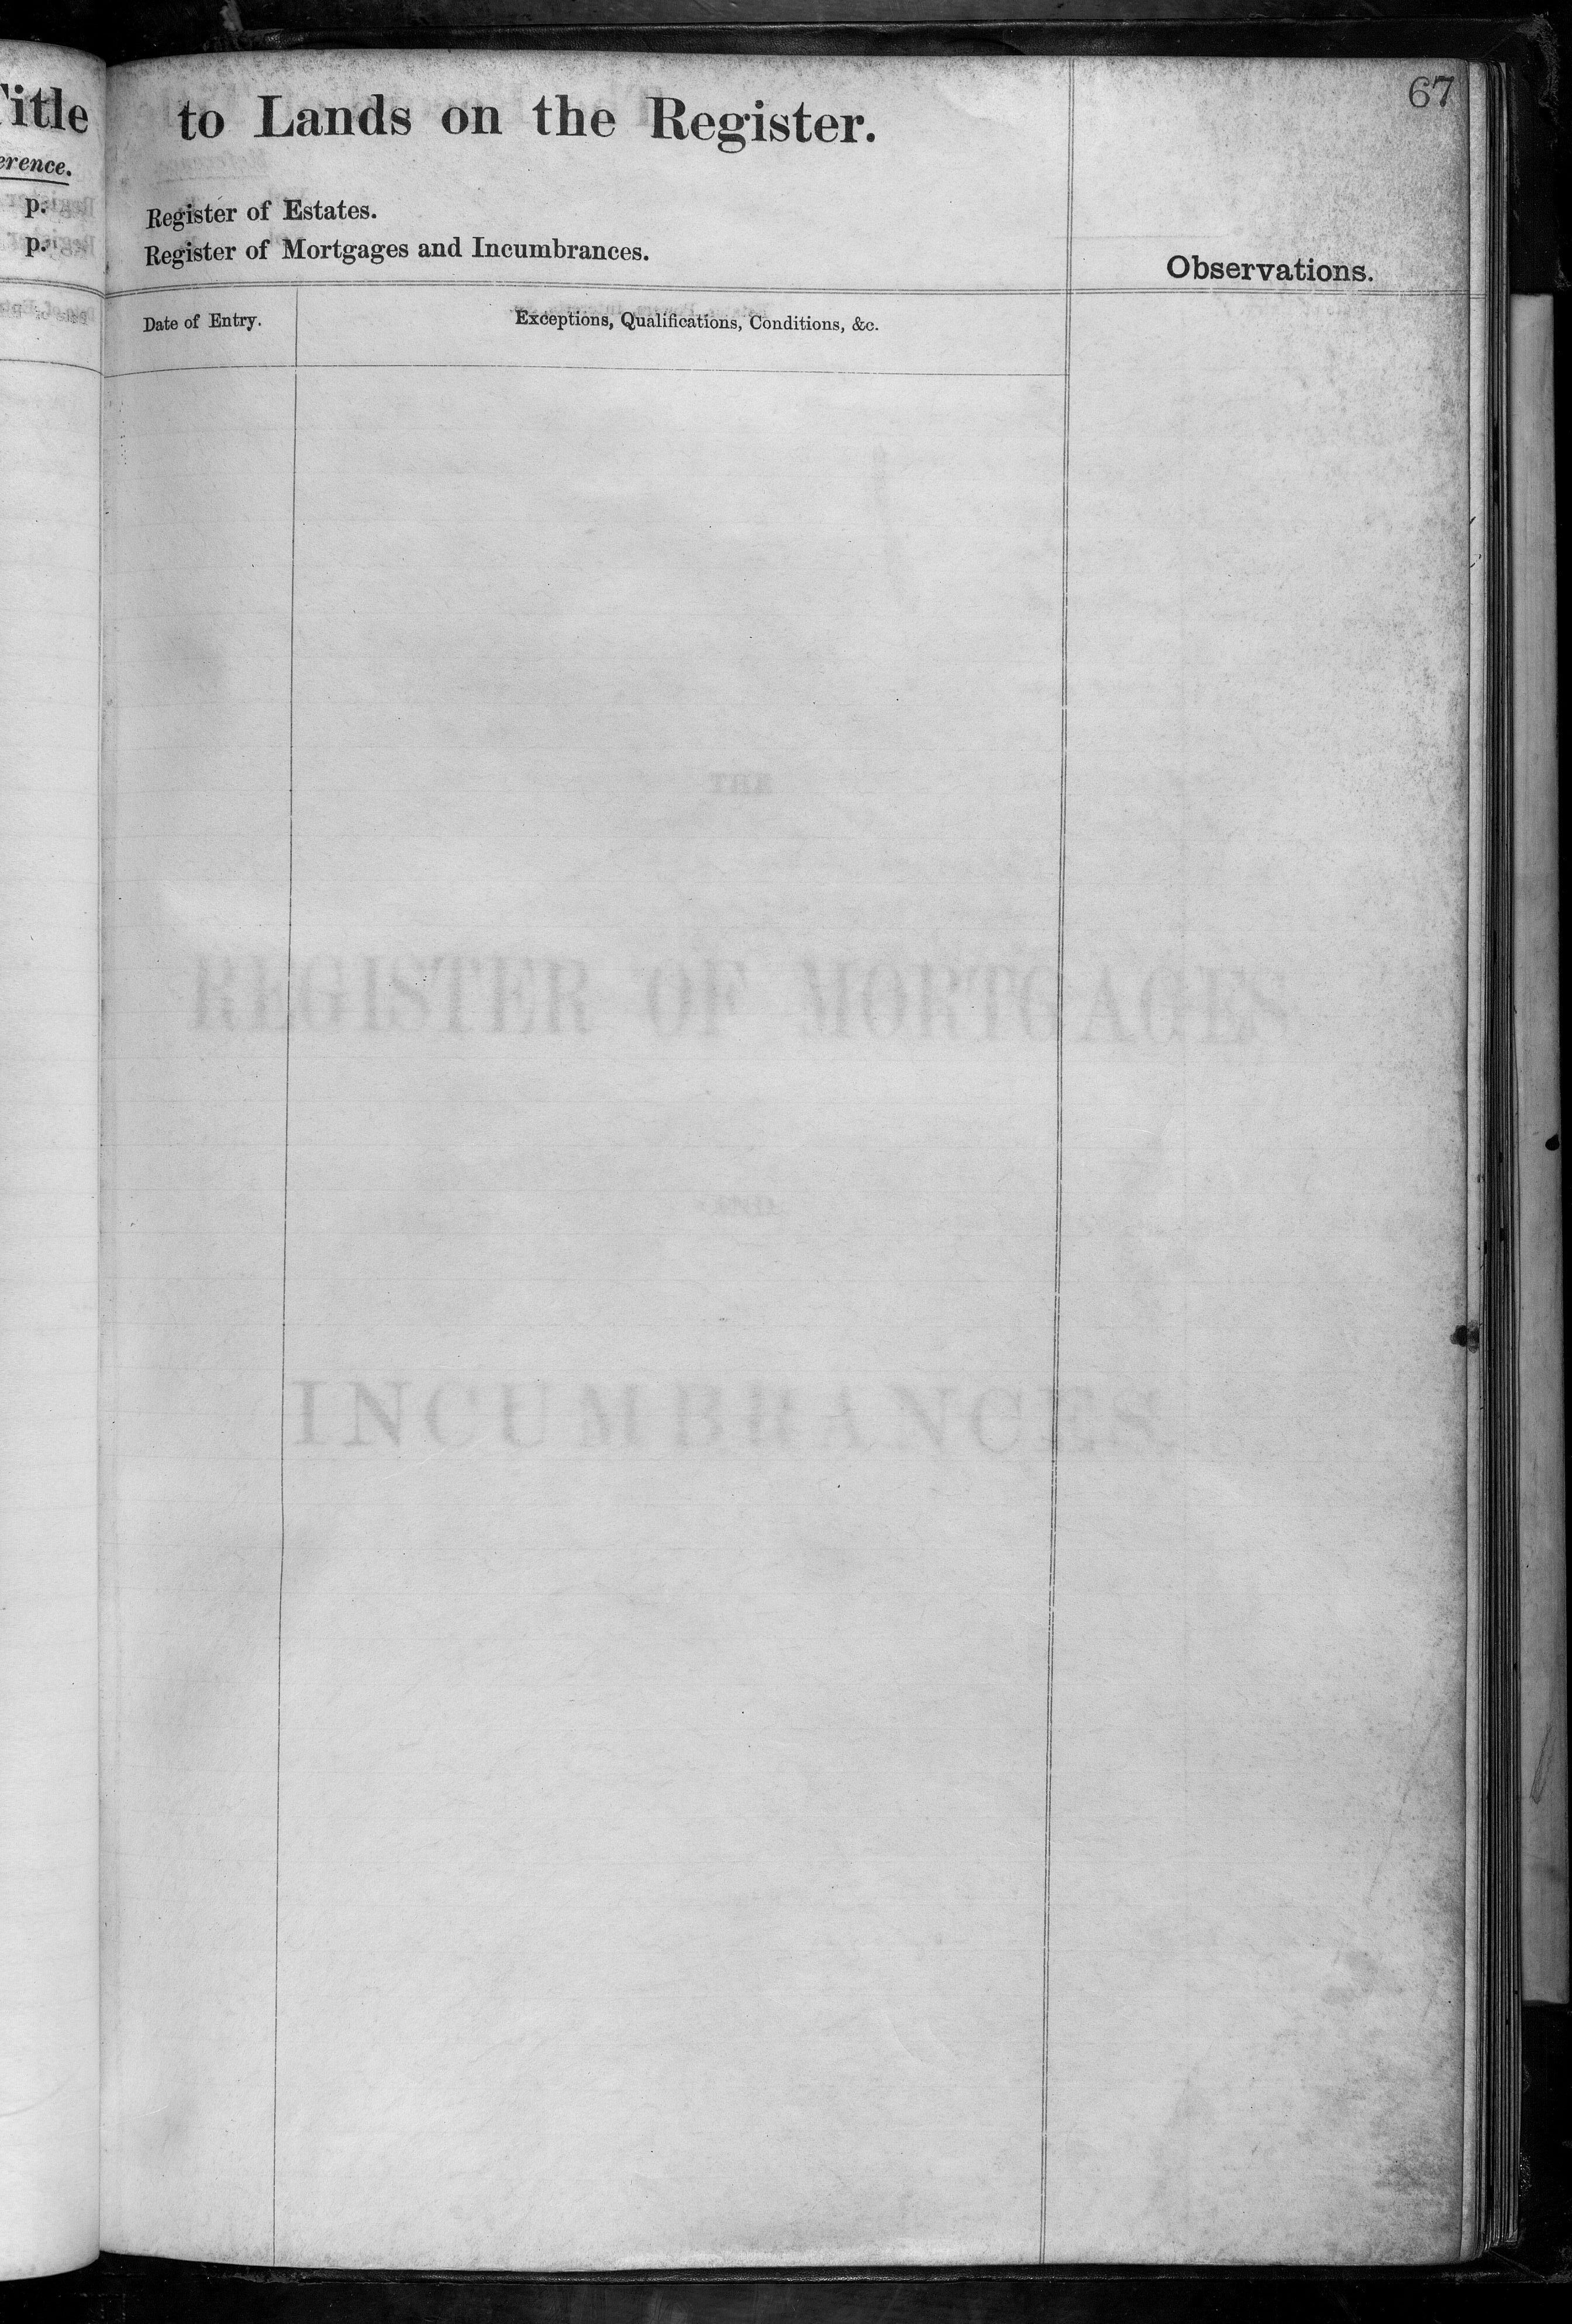 67
Title
to Lands on the Register.
erence.
p.
Register of Estates.
p.
Register of Mortgages and Incumbrances.
Observations.
Date of Entry.
Exceptions, Qualifications, Conditions, &c.
THE
REGISTER OF MORTGAGES
AND
INCUMBRANCES